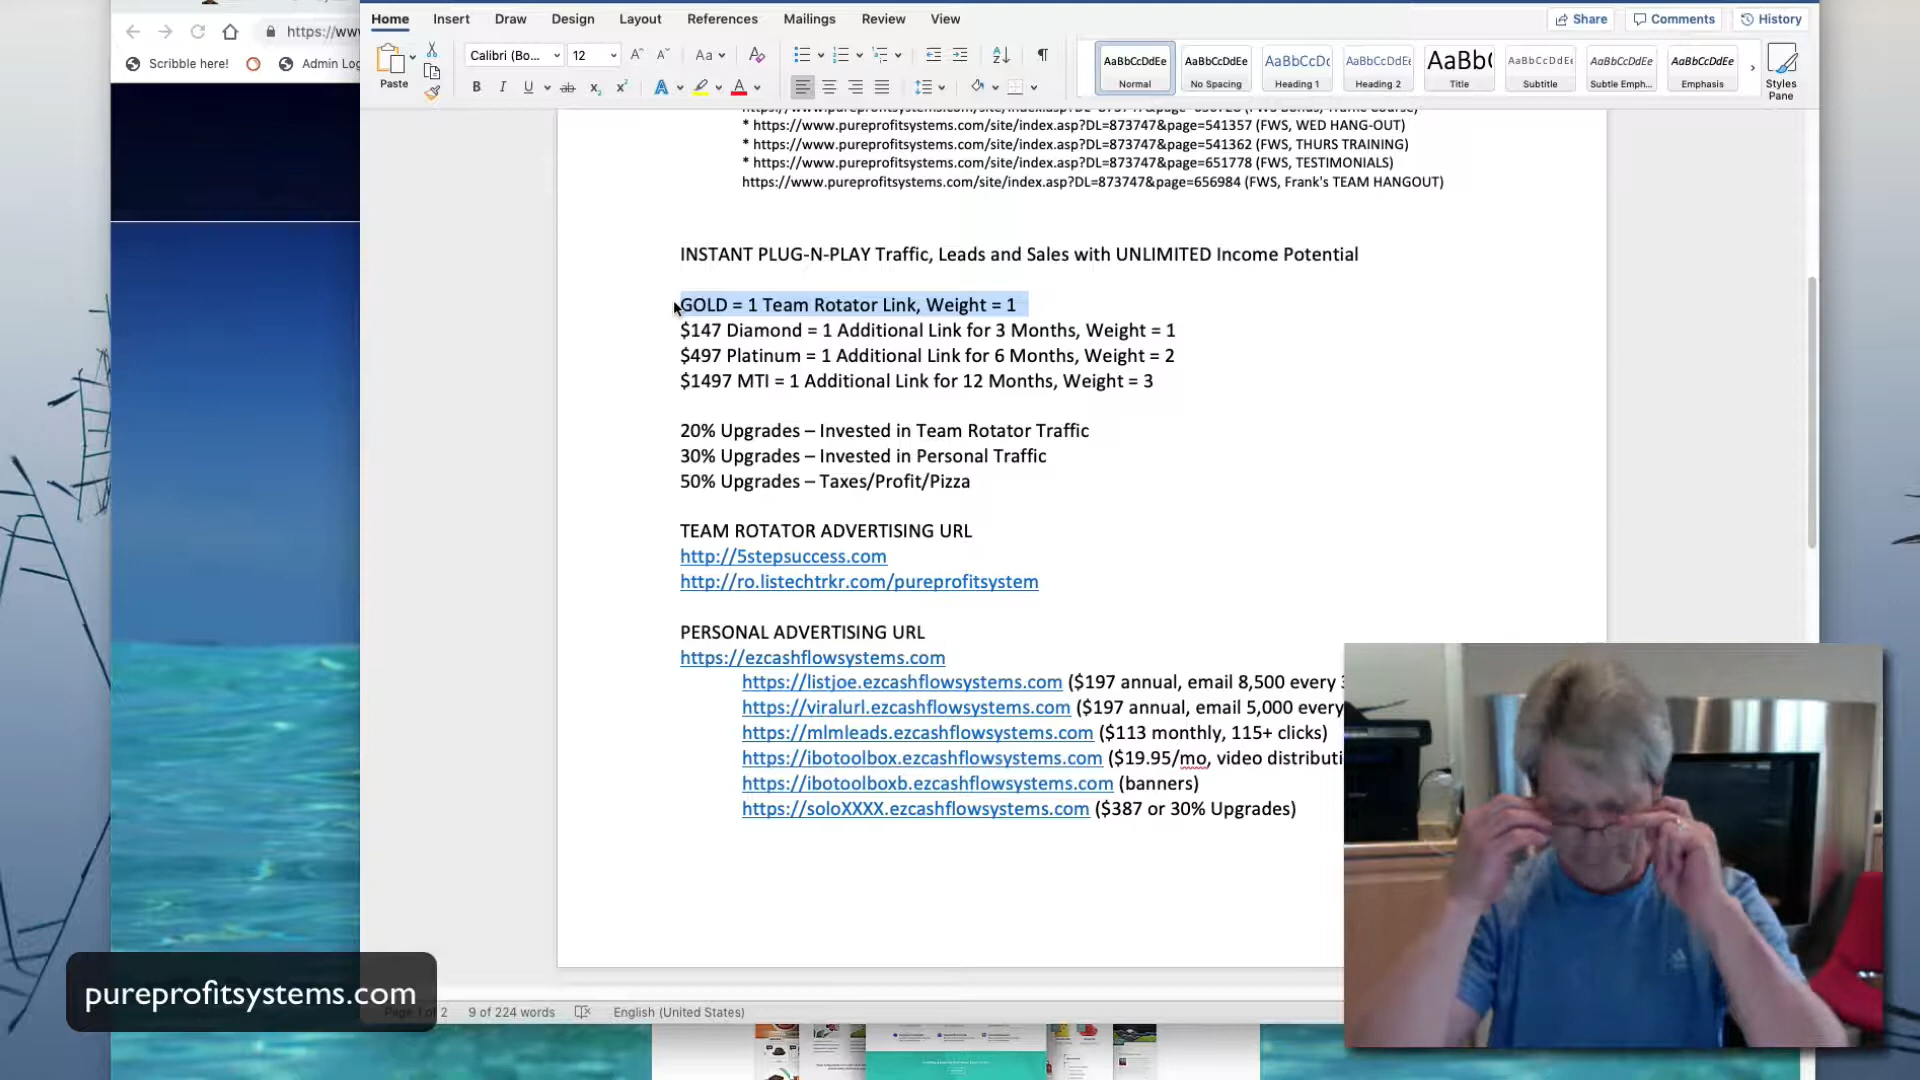 Home Insert Draw Design Layout References Mailings Review View Share Comments History
https://ww
Scribble here! Admin Log
Calibri (Bo... 12
Paste
AaBbCcDdEe AaBbCcDdEe AaBbCcDc AaBbCcDdEe AaBb( AaBbCcDdEe AaBbCcDdEe AaBbCcDdEe
Normal No Spacing Heading 1 Heading 2 Title Subtitle Subtle Emph... Emphasis Styles Pane
* https://www.pureprofitsystems.com/site/index.asp?DL=873747&page=541357 (FWS, WED HANG-OUT)
* https://www.pureprofitsystems.com/site/index.asp?DL=873747&page=541362 (FWS, THURS TRAINING)
* https://www.pureprofitsystems.com/site/index.asp?DL=873747&page=651778 (FWS, TESTIMONIALS)
https://www.pureprofitsystems.com/site/index.asp?DL=873747&page=656984 (FWS, Frank's TEAM HANGOUT)
INSTANT PLUG-N-PLAY Traffic, Leads and Sales with UNLIMITED Income Potential
GOLD = 1 Team Rotator Link, Weight = 1
$147 Diamond = 1 Additional Link for 3 Months, Weight = 1
$497 Platinum = 1 Additional Link for 6 Months, Weight = 2
$1497 MTI = 1 Additional Link for 12 Months, Weight = 3
20% Upgrades – Invested in Team Rotator Traffic
30% Upgrades – Invested in Personal Traffic
50% Upgrades – Taxes/Profit/Pizza
TEAM ROTATOR ADVERTISING URL
http://5stepsuccess.com
http://ro.listechtrkr.com/pureprofitsystem
PERSONAL ADVERTISING URL
https://ezcashflowsystems.com
https://listjoe.ezcashflowsystems.com ($197 annual, email 8,500 every 3
https://viralurl.ezcashflowsystems.com ($197 annual, email 5,000 every
https://mlmleads.ezcashflowsystems.com ($113 monthly, 115+ clicks)
https://ibotoolbox.ezcashflowsystems.com ($19.95/mo, video distributi
https://ibotoolboxb.ezcashflowsystems.com (banners)
https://soloXXXX.ezcashflowsystems.com ($387 or 30% Upgrades)
pureprofitsystems.com
Page 1 of 2 9 of 224 words English (United States)